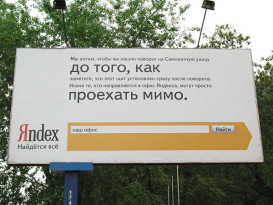 Мы хотим, чтобы вы нашли поворот на Самокатную улицу
до того, как
заметите, что этот щит установлен сразу после поворота.
Иначе те, кто направляется в офис Яндекса, могут просто
проехать мимо.
Яndex
Найдётся всё
наш офис
Найти